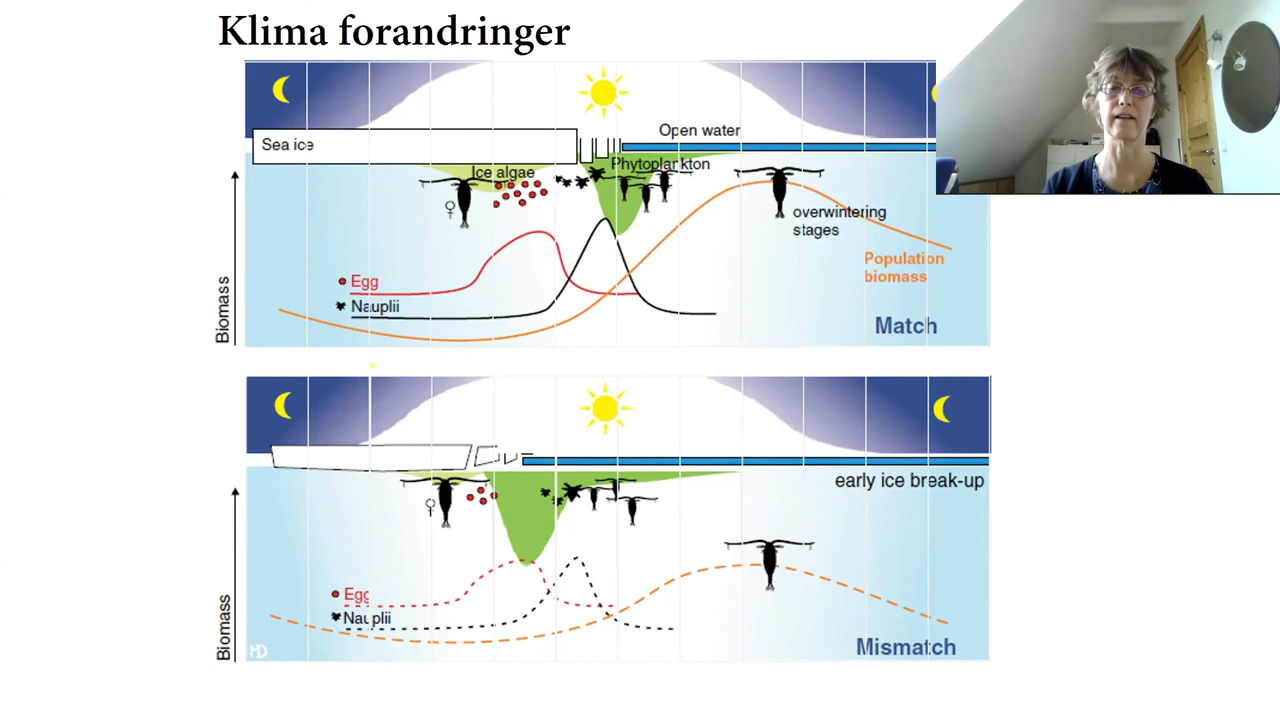 Klima forandringer
Open water
Sea ice
Phytoplankton
Ice algae
♀
overwintering
stages
Population
biomass
Egg
Nauplii
Match
Biomass
early ice break-up
♀
Egg
Nauplii
Mismatch
Biomass
MD